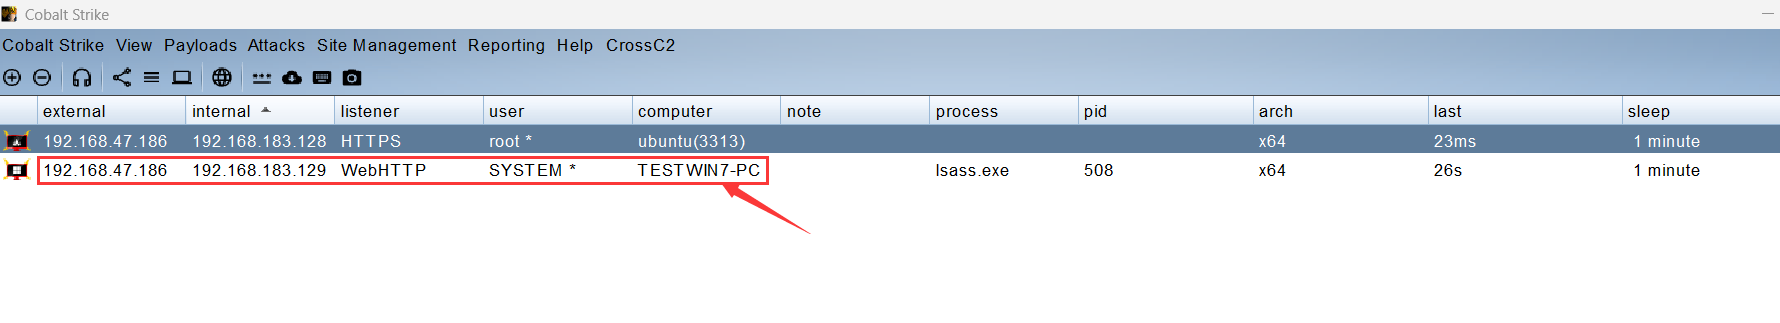 Cobalt Strike
Cobalt Strike View Payloads Attacks Site Management Reporting Help CrossC2
external internal listener user computer note process pid arch last sleep
192.168.47.186 192.168.183.128 HTTPS root * ubuntu(3313) x64 23ms 1 minute
192.168.47.186 192.168.183.129 WebHTTP SYSTEM * TESTWIN7-PC lsass.exe 508 x64 26s 1 minute